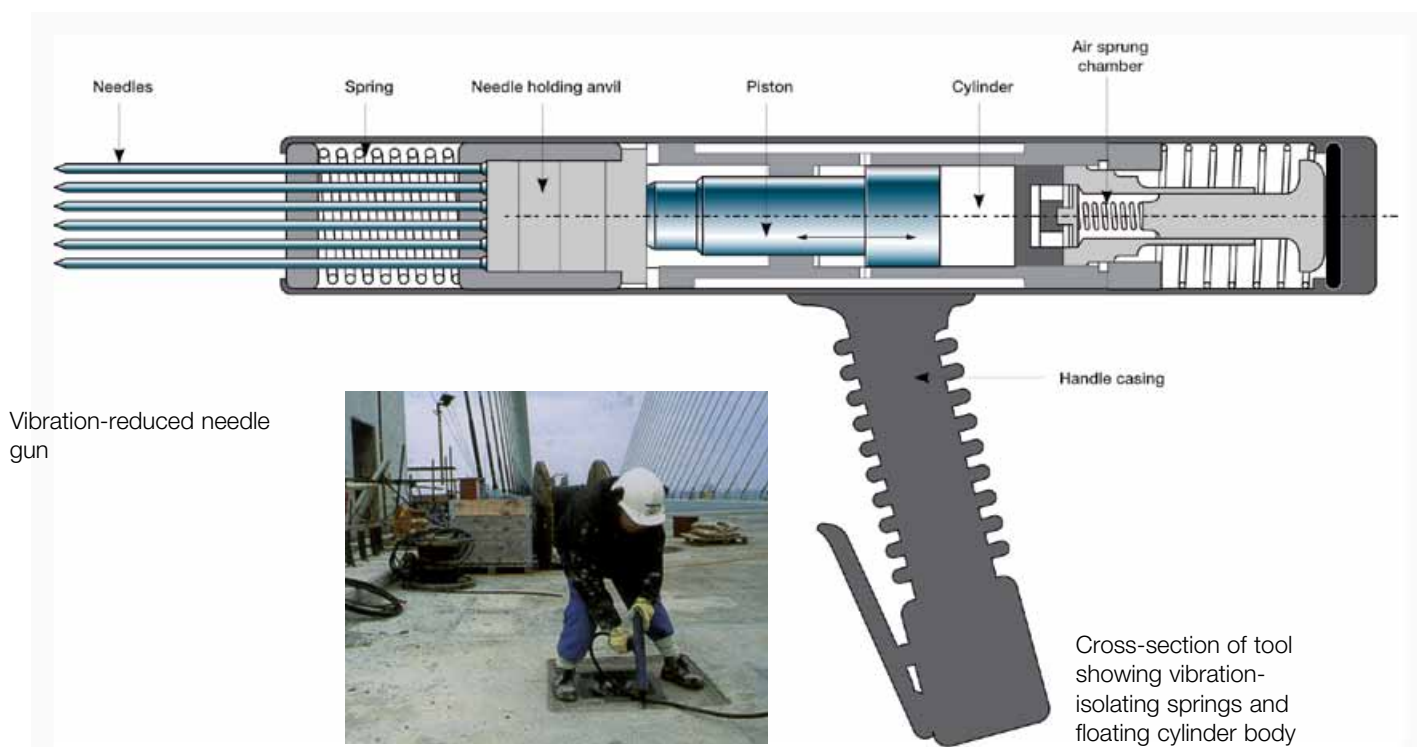 Needles
Spring
Needle holding anvil
Piston
Cylinder
Air sprung
chamber
Handle casing
Vibration-reduced needle
gun
Cross-section of tool
showing vibration-
isolating springs and
floating cylinder body